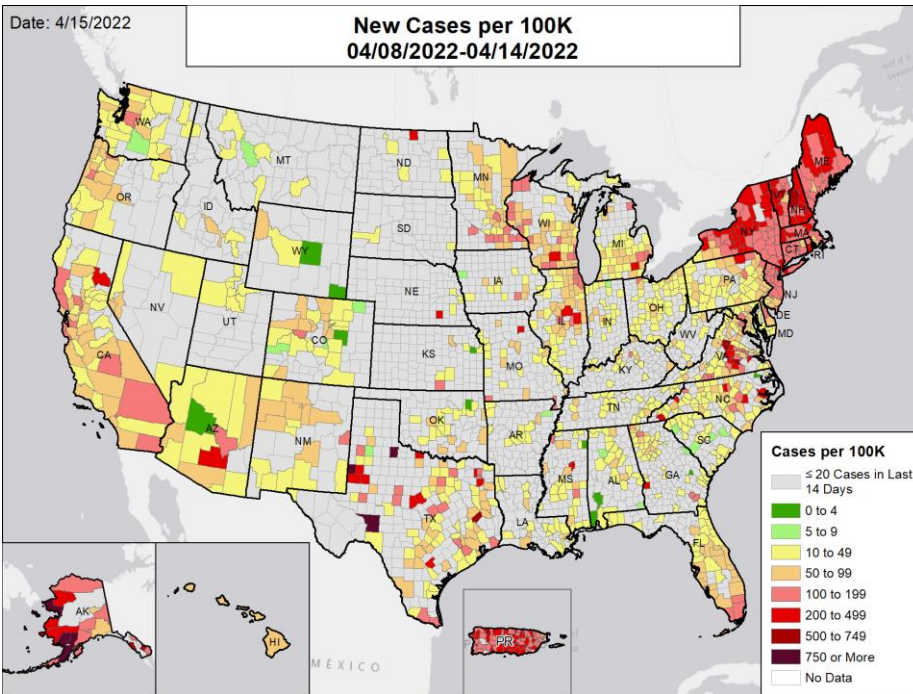 Date: 4/15/2022
New Cases per 100K
04/08/2022-04/14/2022
WA
MT
ND
MN
ME
OR
ID
WY
SD
WI
MI
NY
VT
NH
MA
CT
RI
NV
UT
CO
NE
IA
IL
IN
OH
PA
NJ
DE
MD
WV
VA
CA
KS
MO
KY
AZ
NM
OK
AR
TN
NC
SC
TX
LA
MS
AL
GA
FL
AK
HI
PR
MEXICO
Cases per 100K
≤ 20 Cases in Last
14 Days
0 to 4
5 to 9
10 to 49
50 to 99
100 to 199
200 to 499
500 to 749
750 or More
No Data